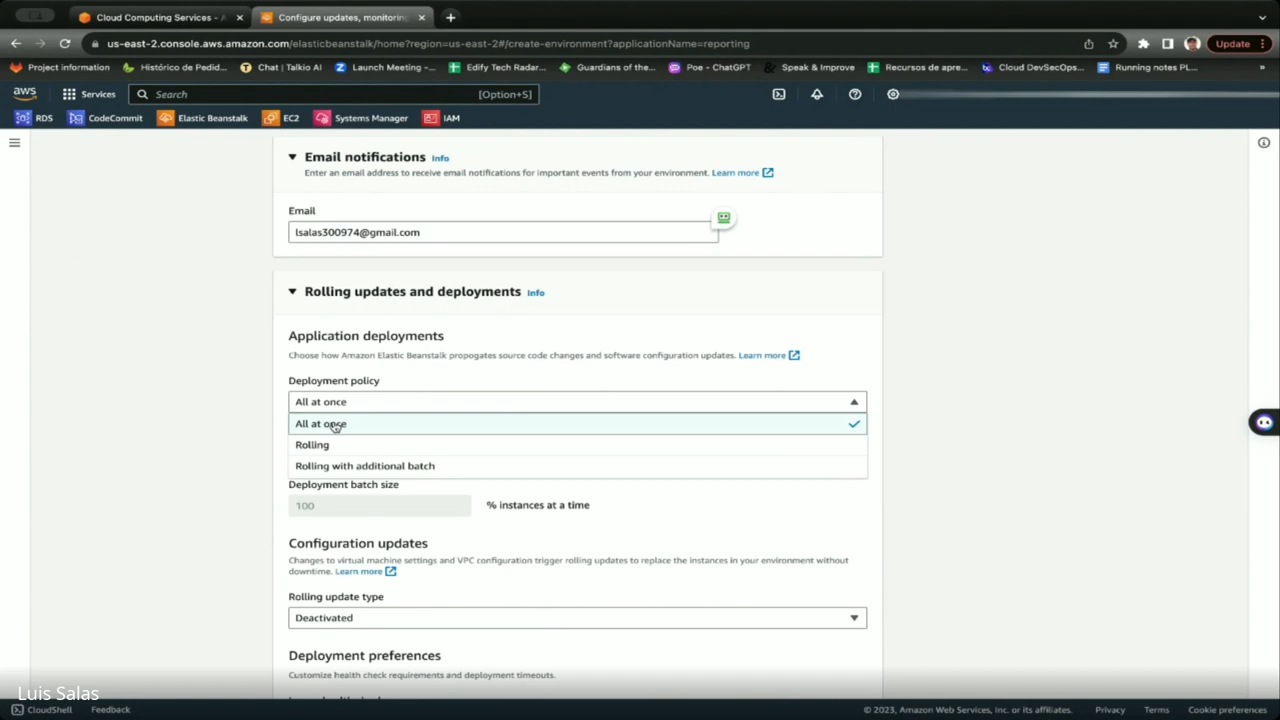 Cloud Computing Services - A
Configure updates, monitoring
us-east-2.console.aws.amazon.com/elasticbeanstalk/home?region=us-east-2#/create-environment?applicationName=reporting
Update
Project information
Histórico de Pedid...
Chat | Talkio AI
Launch Meeting -...
Edify Tech Radar...
Guardians of the...
Poe - ChatGPT
Speak & Improve
Recursos de apre...
Cloud DevSecOps...
Running notes PL...
»
aws
Services
Search
[Option+S]
RDS
CodeCommit
Elastic Beanstalk
EC2
Systems Manager
IAM
Email notifications Info
Enter an email address to receive email notifications for important events from your environment. Learn more
Email
lsalas300974@gmail.com
Rolling updates and deployments Info
Application deployments
Choose how Amazon Elastic Beanstalk propogates source code changes and software configuration updates. Learn more
Deployment policy
All at once
All at once
Rolling
Rolling with additional batch
Deployment batch size
100 % instances at a time
Configuration updates
Changes to virtual machine settings and VPC configuration trigger rolling updates to replace the instances in your environment without
downtime. Learn more
Rolling update type
Deactivated
Deployment preferences
Customize health check requirements and deployment timeouts.
Luis Salas
CloudShell
Feedback
© 2023, Amazon Web Services, Inc. or its affiliates.
Privacy
Terms
Cookie preferences